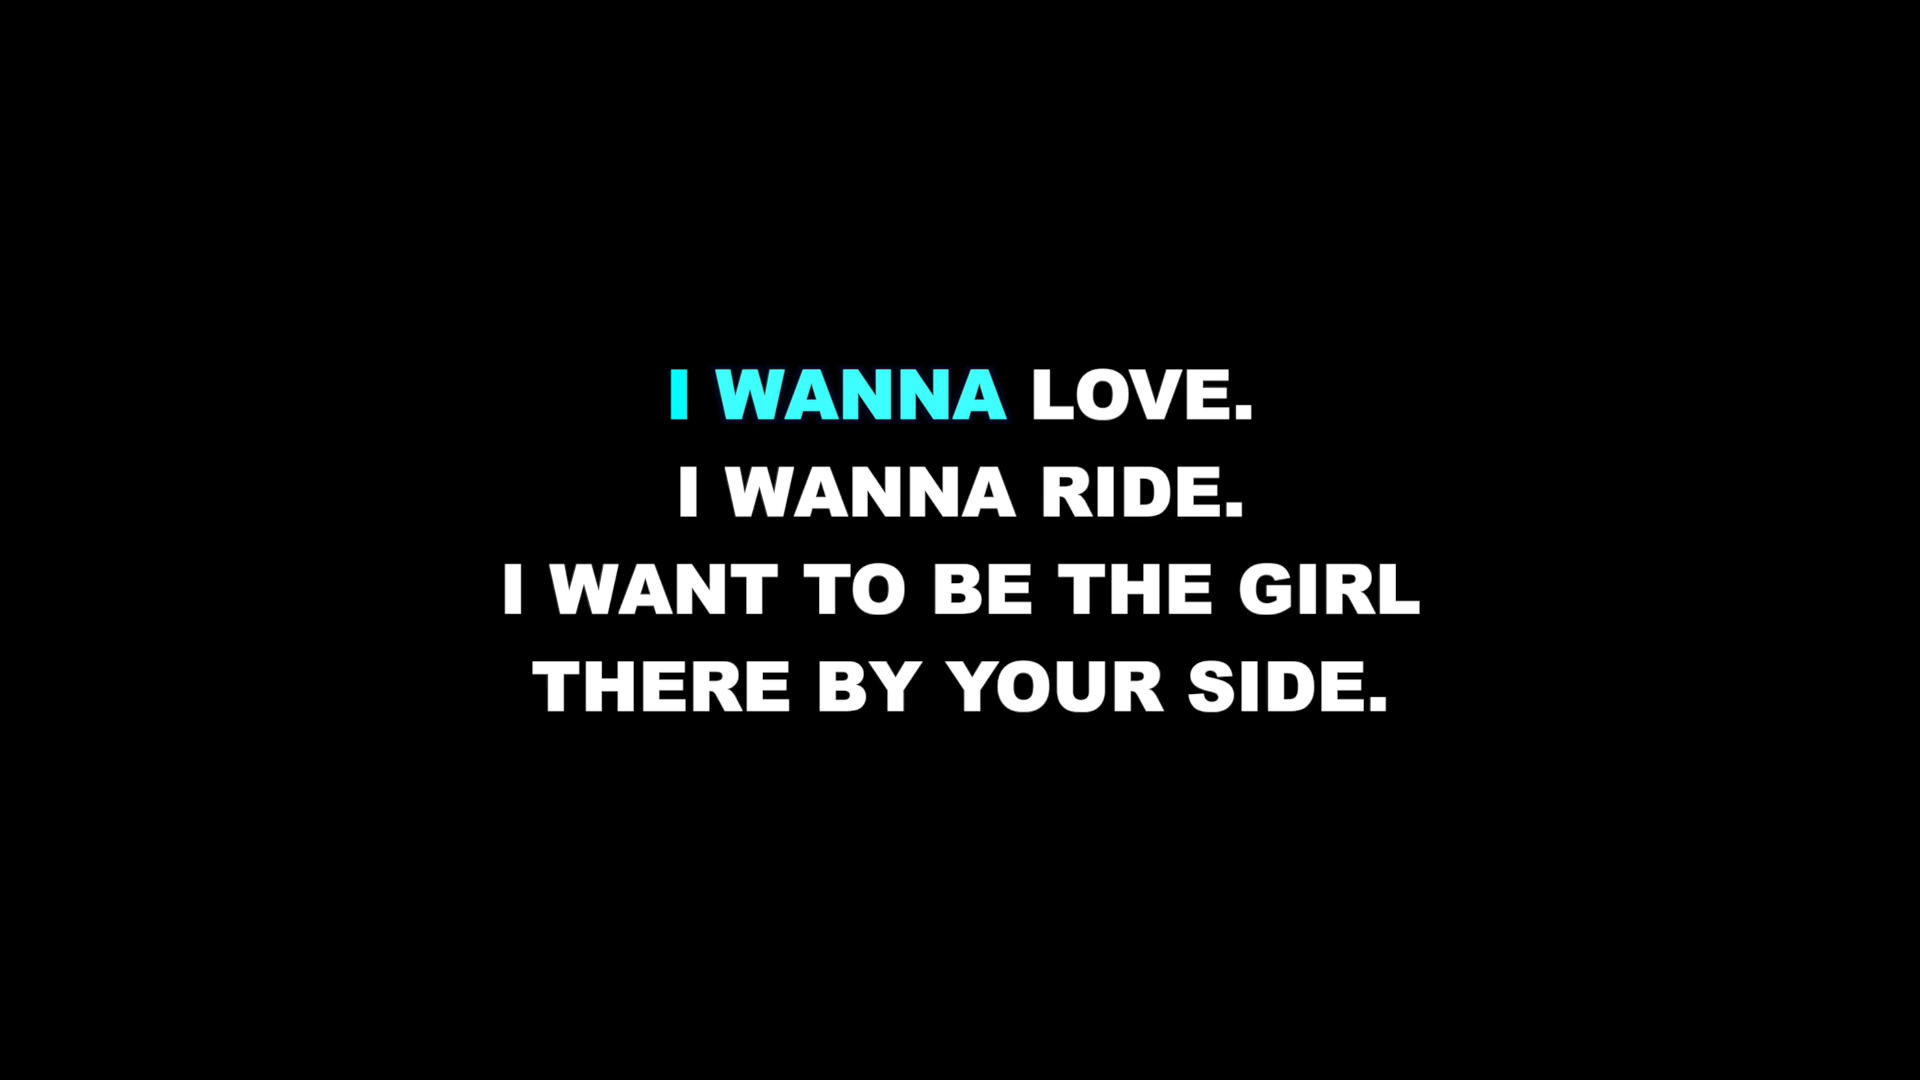 I WANNA LOVE.
I WANNA RIDE.
I WANT TO BE THE GIRL
THERE BY YOUR SIDE.